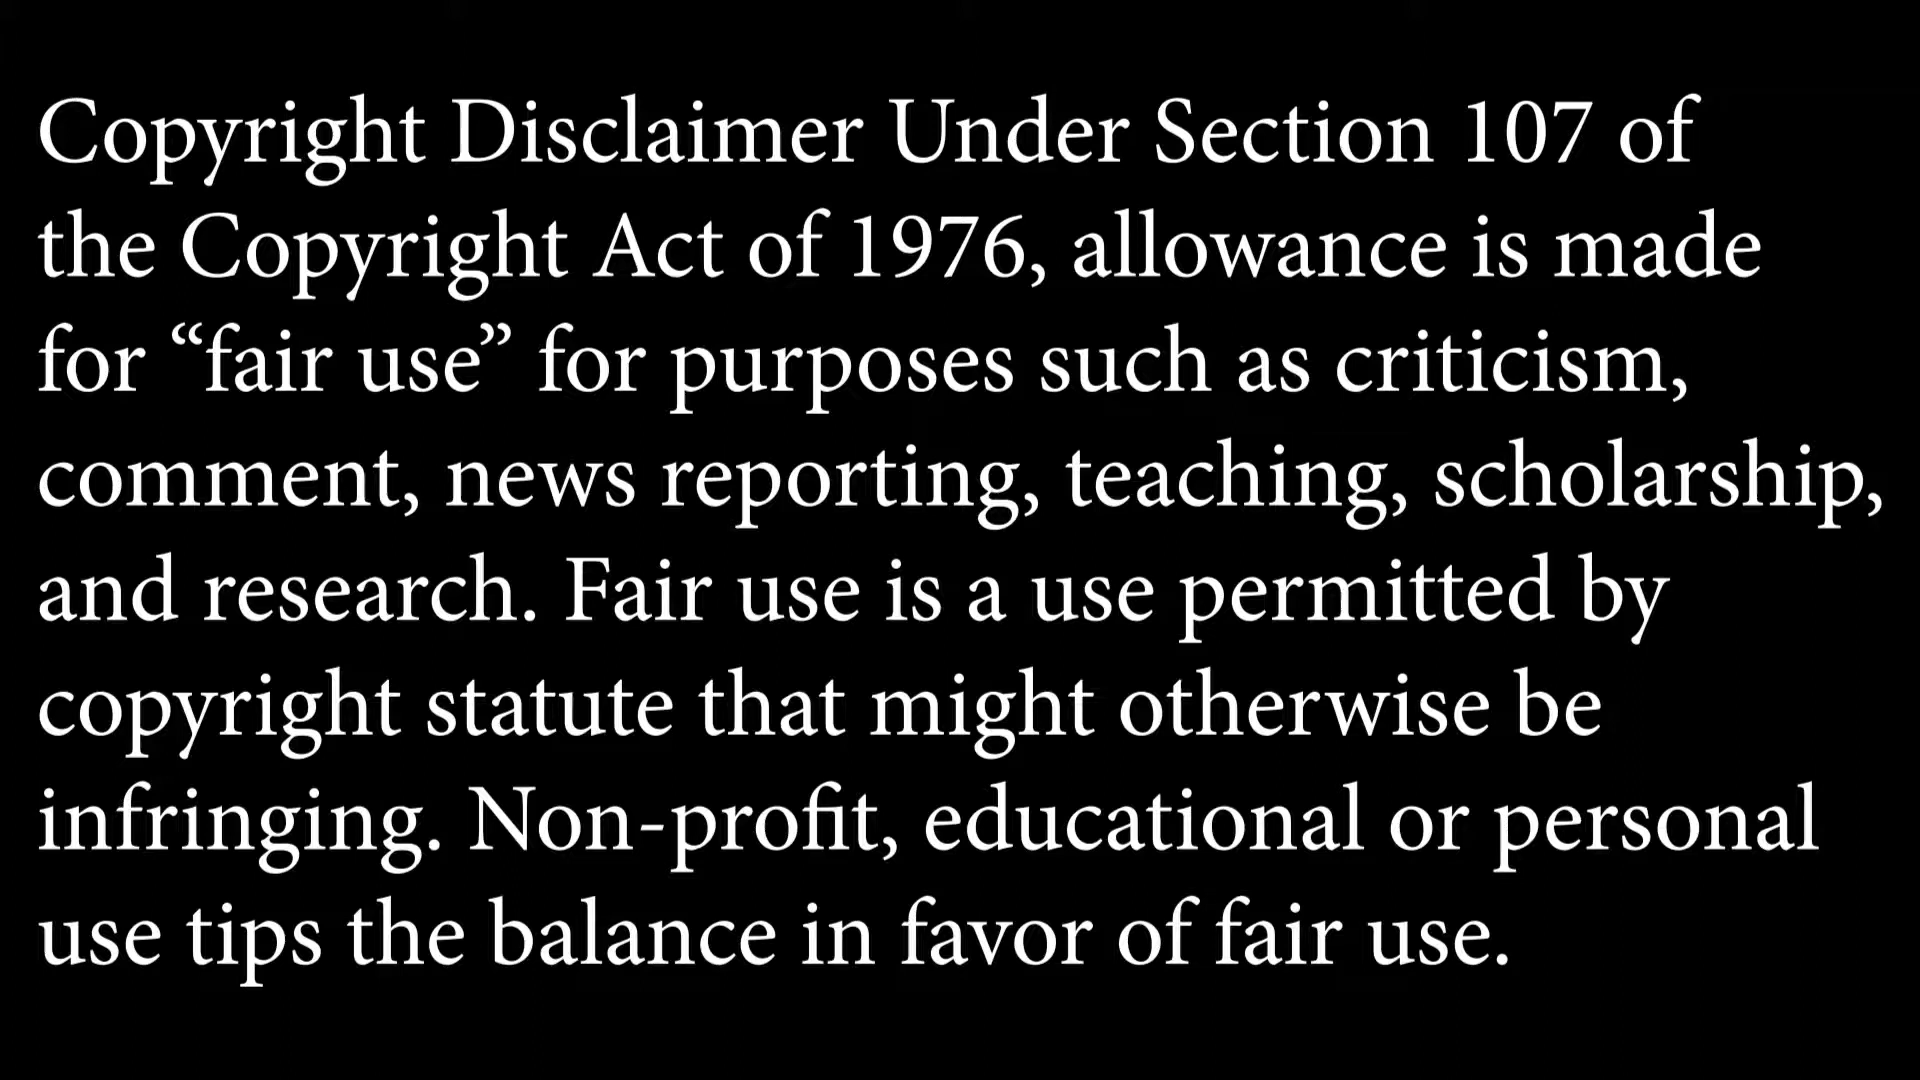 Copyright Disclaimer Under Section 107 of
the Copyright Act of 1976, allowance is made
for “fair use” for purposes such as criticism,
comment, news reporting, teaching, scholarship,
and research. Fair use is a use permitted by
copyright statute that might otherwise be
infringing. Non-profit, educational or personal
use tips the balance in favor of fair use.